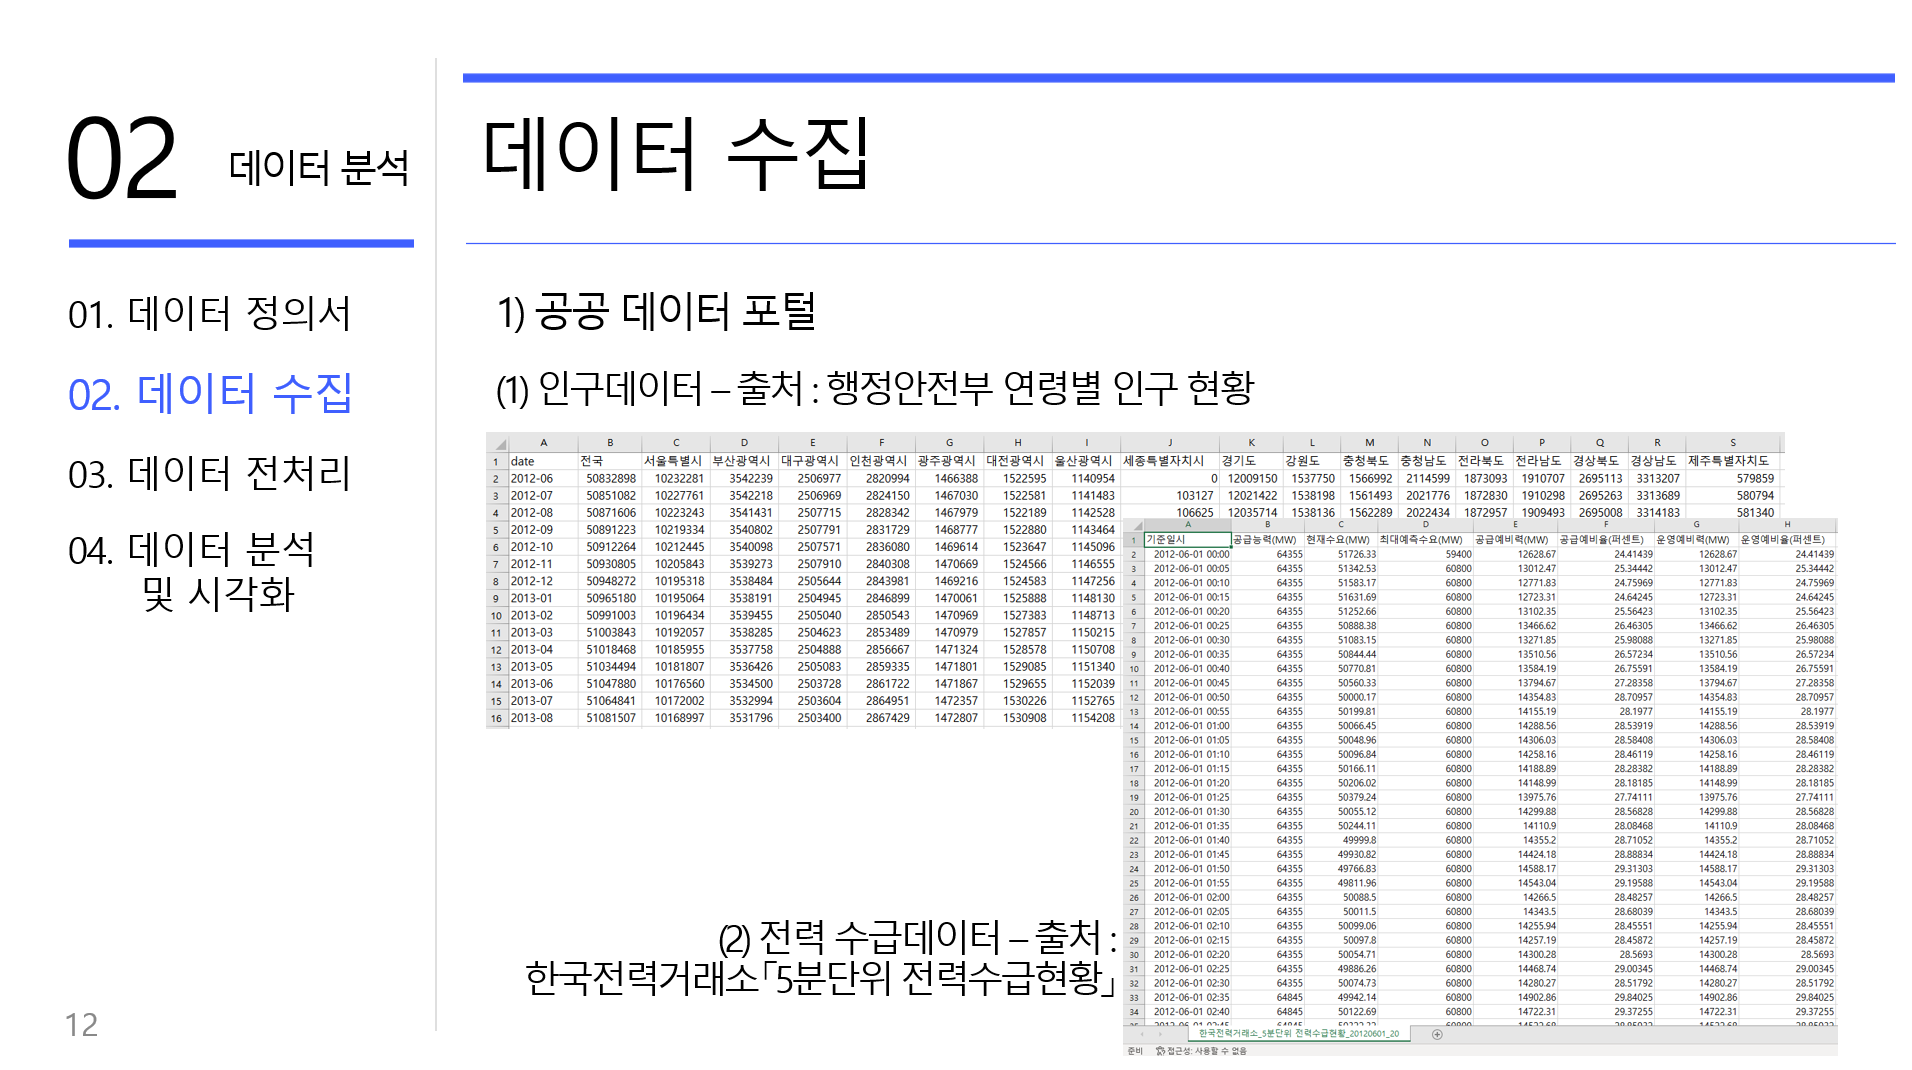 02 데이터 분석
01. 데이터 정의서
02. 데이터 수집
03. 데이터 전처리
04. 데이터 분석
및 시각화
12
데이터 수집
1) 공공 데이터 포털
(1) 인구데이터 – 출처 : 행정안전부 연령별 인구 현황
A B C D E F G H I J K L M N O P Q R S
1 date 전국 서울특별시 부산광역시 대구광역시 인천광역시 광주광역시 대전광역시 울산광역시 세종특별자치시 경기도 강원도 충청북도 충청남도 전라북도 전라남도 경상북도 경상남도 제주특별자치도
2 2012-06 50832898 10232281 3542239 2506977 2820994 1466388 1522595 1140954 0 12009150 1537750 1566992 2114599 1873093 1910707 2695113 3313207 579859
3 2012-07 50851082 10227761 3542218 2506969 2824150 1467030 1522581 1141483 103127 12021422 1538198 1561493 2021776 1872830 1910298 2695263 3313689 580794
4 2012-08 50871606 10223243 3541431 2507715 2828342 1467979 1522189 1142528 106625 12035714 1538136 1562289 2022434 1872957 1909493 2695008 3314183 581340
5 2012-09 50891223 10219334 3540802 2507791 2831729 1468777 1522880 1143464
6 2012-10 50912264 10212445 3540098 2507571 2836080 1469614 1523647 1145096
7 2012-11 50930805 10205843 3539273 2507910 2840308 1470669 1524566 1146555
8 2012-12 50948272 10195318 3538484 2505644 2843981 1469216 1524583 1147256
9 2013-01 50965180 10195064 3538191 2504945 2846899 1470061 1525888 1148130
10 2013-02 50991003 10196434 3539455 2505040 2850543 1470969 1527383 1148713
11 2013-03 51003843 10192057 3538285 2504623 2853489 1470979 1527857 1150215
12 2013-04 51018468 10185955 3537758 2504888 2856667 1471324 1528578 1150708
13 2013-05 51034494 10181807 3536426 2505083 2859335 1471801 1529085 1151340
14 2013-06 51047880 10176560 3534500 2503728 2861722 1471867 1529655 1152039
15 2013-07 51064841 10172002 3532994 2503604 2864951 1472357 1530226 1152765
16 2013-08 51081507 10168997 3531796 2503400 2867429 1472807 1530908 1154208
(2) 전력 수급데이터 – 출처 :
한국전력거래소「5분단위 전력수급현황」
A B C D E F G H
1 기준일시 공급능력(MW) 현재수요(MW) 최대예측수요(MW) 공급예비력(MW) 공급예비율(퍼센트) 운영예비력(MW) 운영예비율(퍼센트)
2 2012-06-01 00:00 64355 51726.33 59400 12628.67 24.41439 12628.67 24.41439
3 2012-06-01 00:05 64355 51342.53 60800 13012.47 25.34442 13012.47 25.34442
4 2012-06-01 00:10 64355 51583.17 60800 12771.83 24.75969 12771.83 24.75969
5 2012-06-01 00:15 64355 51631.69 60800 12723.31 24.64245 12723.31 24.64245
6 2012-06-01 00:20 64355 51252.66 60800 13102.35 25.56423 13102.35 25.56423
7 2012-06-01 00:25 64355 50888.38 60800 13466.62 26.46305 13466.62 26.46305
8 2012-06-01 00:30 64355 51083.15 60800 13271.85 25.98088 13271.85 25.98088
9 2012-06-01 00:35 64355 50844.44 60800 13510.56 26.57234 13510.56 26.57234
10 2012-06-01 00:40 64355 50770.81 60800 13584.19 26.75591 13584.19 26.75591
11 2012-06-01 00:45 64355 50560.33 60800 13794.67 27.28358 13794.67 27.28358
12 2012-06-01 00:50 64355 50000.17 60800 14354.83 28.70957 14354.83 28.70957
13 2012-06-01 00:55 64355 50199.81 60800 14155.19 28.1977 14155.19 28.1977
14 2012-06-01 01:00 64355 50066.45 60800 14288.56 28.53919 14288.56 28.53919
15 2012-06-01 01:05 64355 50048.96 60800 14306.03 28.58408 14306.03 28.58408
16 2012-06-01 01:10 64355 50096.84 60800 14258.16 28.46119 14258.16 28.46119
17 2012-06-01 01:15 64355 50166.11 60800 14188.89 28.28382 14188.89 28.28382
18 2012-06-01 01:20 64355 50206.02 60800 14148.99 28.18185 14148.99 28.18185
19 2012-06-01 01:25 64355 50379.24 60800 13975.76 27.74111 13975.76 27.74111
20 2012-06-01 01:30 64355 50055.12 60800 14299.88 28.56828 14299.88 28.56828
21 2012-06-01 01:35 64355 50244.11 60800 14110.9 28.08468 14110.9 28.08468
22 2012-06-01 01:40 64355 49999.8 60800 14355.2 28.71052 14355.2 28.71052
23 2012-06-01 01:45 64355 49930.82 60800 14424.18 28.88834 14424.18 28.88834
24 2012-06-01 01:50 64355 49766.83 60800 14588.17 29.31303 14588.17 29.31303
25 2012-06-01 01:55 64355 49811.96 60800 14543.04 29.19588 14543.04 29.19588
26 2012-06-01 02:00 64355 50088.5 60800 14266.5 28.48257 14266.5 28.48257
27 2012-06-01 02:05 64355 50011.5 60800 14343.5 28.68039 14343.5 28.68039
28 2012-06-01 02:10 64355 50099.06 60800 14255.94 28.45551 14255.94 28.45551
29 2012-06-01 02:15 64355 50097.8 60800 14257.19 28.45872 14257.19 28.45872
30 2012-06-01 02:20 64355 50054.71 60800 14300.28 28.5693 14300.28 28.5693
31 2012-06-01 02:25 64355 49886.26 60800 14468.74 29.00345 14468.74 29.00345
32 2012-06-01 02:30 64355 50074.73 60800 14280.27 28.51792 14280.27 28.51792
33 2012-06-01 02:35 64845 49942.14 60800 14902.86 29.84025 14902.86 29.84025
34 2012-06-01 02:40 64845 50122.69 60800 14722.31 29.37255 14722.31 29.37255
한국전력거래소_5분단위 전력수급현황_20120601_20
준비 접근성: 사용할 수 없음